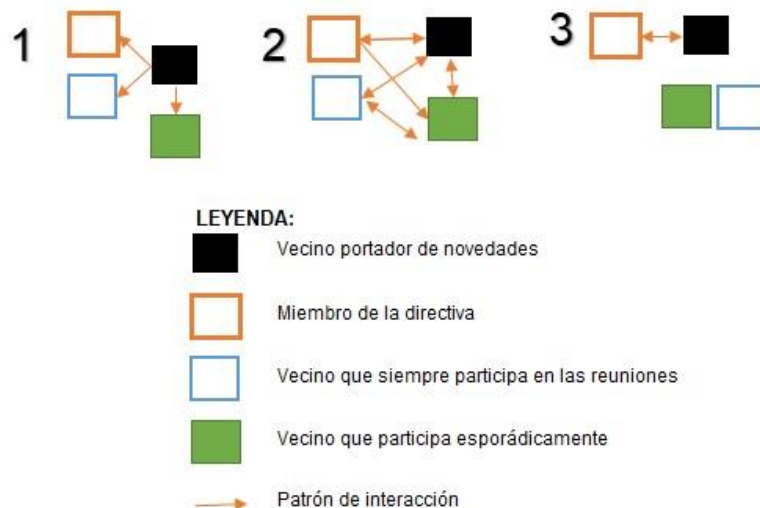 1
2
3
LEYENDA:
Vecino portador de novedades
Miembro de la directiva
Vecino que siempre participa en las reuniones
Vecino que participa esporádicamente
Patrón de interacción